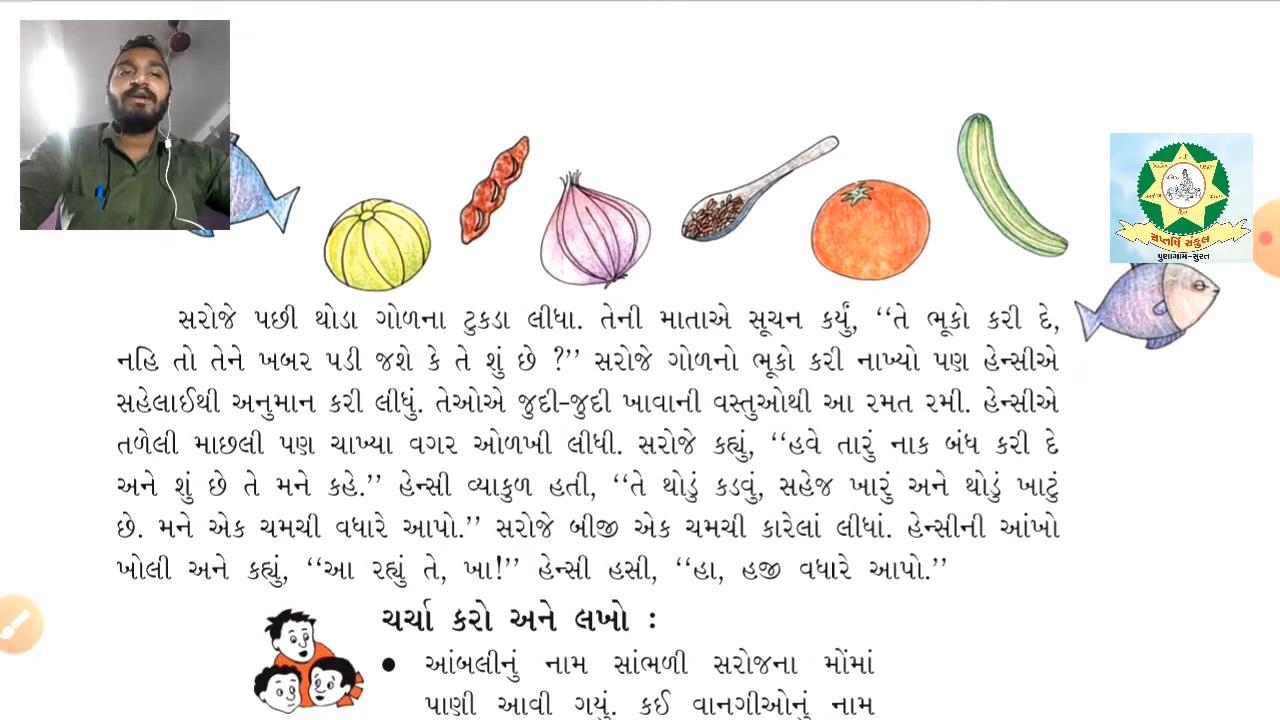 સપ્તર્ષિ સંકુલ
પુણાગામ-સુરત
સરોજે પછી થોડા ગોળના ટુકડા લીધા. તેની માતાએ સૂચન કર્યું, ‘‘તે ભૂકો કરી દે,
નહિ તો તેને ખબર પડી જશે કે તે શું છે ?’’ સરોજે ગોળનો ભૂકો કરી નાખ્યો પણ હેન્સીએ
સહેલાઈથી અનુમાન કરી લીધું. તેઓએ જુદી-જુદી ખાવાની વસ્તુઓથી આ રમત રમી. હેન્સીએ
તળેલી માછલી પણ ચાખ્યા વગર ઓળખી લીધી. સરોજે કહ્યું, ‘‘હવે તારું નાક બંધ કરી દે
અને શું છે તે મને કહે.’’ હેન્સી વ્યાકુળ હતી, ‘‘તે થોડું કડવું, સહેજ ખારું અને થોડું ખાટું
છે. મને એક ચમચી વધારે આપો.’’ સરોજે બીજી એક ચમચી કારેલાં લીધાં. હેન્સીની આંખો
ખોલી અને કહ્યું, ‘‘આ રહ્યું તે, ખા!’’ હેન્સી હસી, ‘‘હા, હજી વધારે આપો.’’
ચર્ચા કરો અને લખો :
● આંબલીનું નામ સાંભળી સરોજના મોંમાં
પાણી આવી ગયું. કઈ વાનગીઓનું નામ